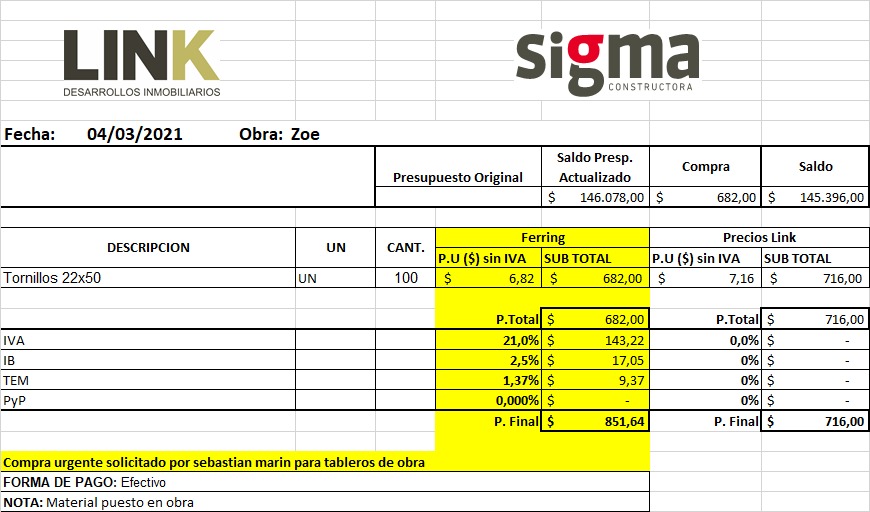 LINK
DESARROLLOS INMOBILIARIOS
sigma
CONSTRUCTORA
Fecha: 04/03/2021 Obra: Zoe
Presupuesto Original Saldo Presp. Actualizado Compra Saldo
$ 146.078,00 $ 682,00 $ 145.396,00
DESCRIPCION UN CANT. Ferring Precios Link
P.U ($) sin IVA SUB TOTAL P.U ($) sin IVA SUB TOTAL
Tornillos 22x50 UN 100 $ 6,82 $ 682,00 $ 7,16 $ 716,00
P.Total $ 682,00 P.Total $ 716,00
IVA 21,0% $ 143,22 0,0% $ -
IB 2,5% $ 17,05 0% $ -
TEM 1,37% $ 9,37 0% $ -
PyP 0,000% $ - 0% $ -
P. Final $ 851,64 P. Final $ 716,00
Compra urgente solicitado por sebastian marin para tableros de obra
FORMA DE PAGO: Efectivo
NOTA: Material puesto en obra